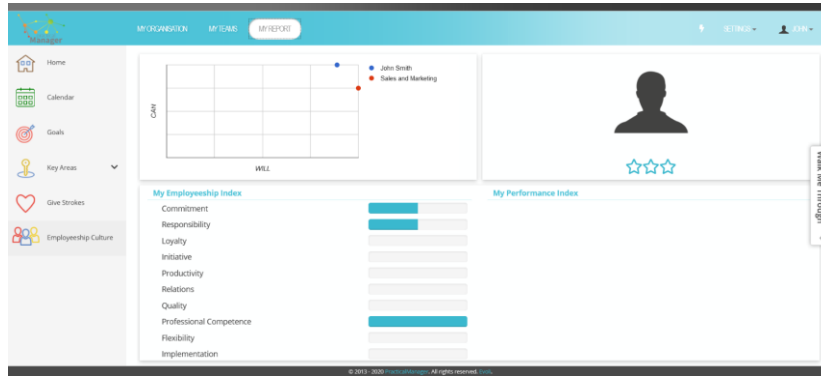 Manager
MY ORGANISATION MY TEAMS MY REPORT SETTINGS JOHN
Home
Calendar
Goals
Key Areas
Give Strokes
Employeeship Culture
CAN
WILL
John Smith
Sales and Marketing
Walk Me Through
My Employeeship Index
Commitment
Responsibility
Loyalty
Initiative
Productivity
Relations
Quality
Professional Competence
Flexibility
Implementation
My Performance Index
© 2013 - 2020 PracticalManager. All rights reserved.